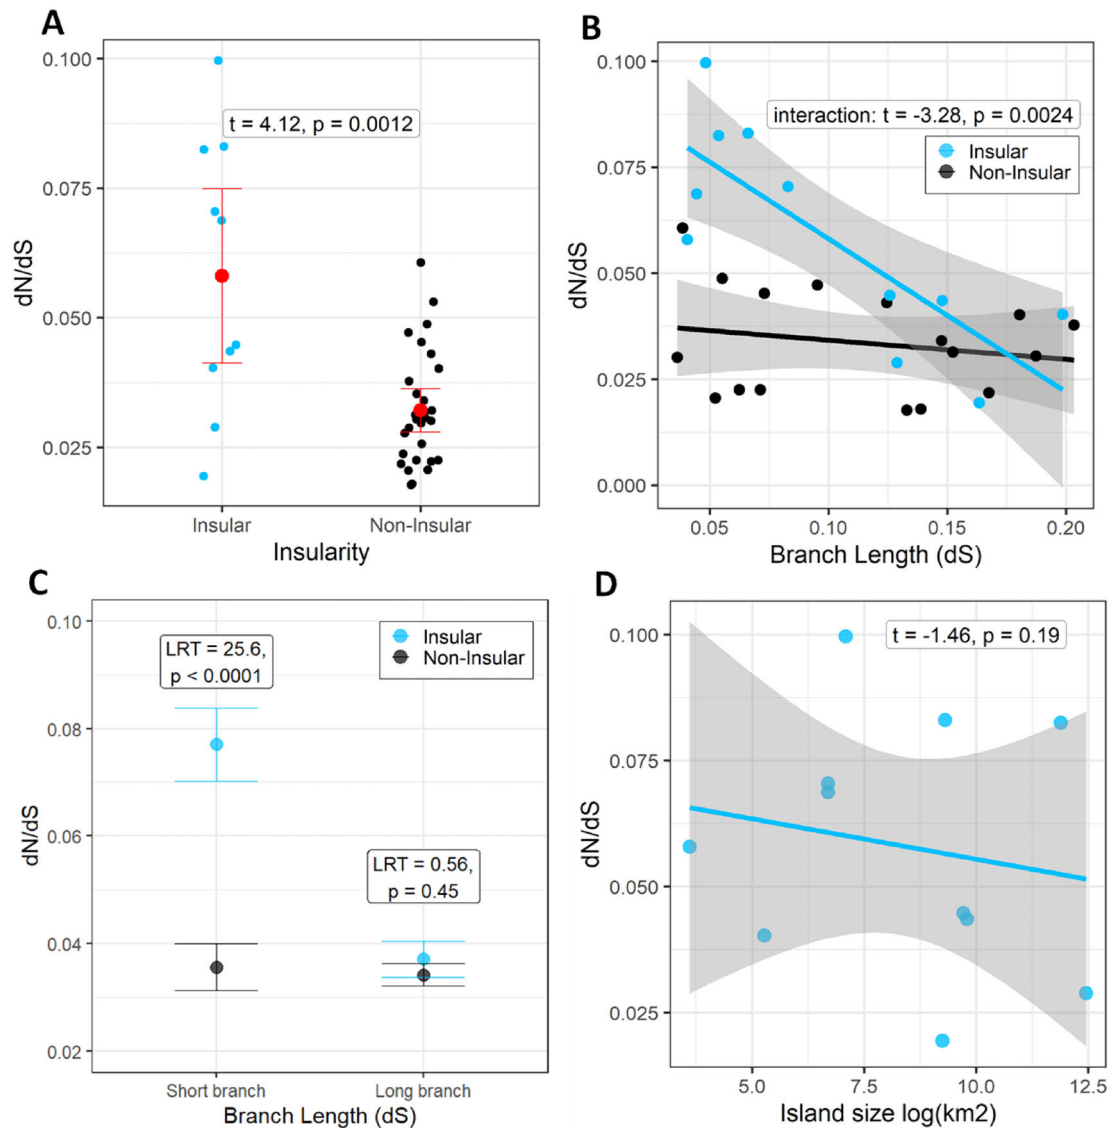 A
dN/dS
0.100
0.075
0.050
0.025
t = 4.12, p = 0.0012
Insular
Non-Insular
Insularity
B
dN/dS
0.100
0.075
0.050
0.025
0.000
interaction: t = -3.28, p = 0.0024
Insular
Non-Insular
0.05
0.10
0.15
0.20
Branch Length (dS)
C
dN/dS
0.10
0.08
0.06
0.04
0.02
LRT = 25.6,
p < 0.0001
Insular
Non-Insular
LRT = 0.56,
p = 0.45
Short branch
Long branch
Branch Length (dS)
D
dN/dS
0.100
0.075
0.050
0.025
t = -1.46, p = 0.19
5.0
7.5
10.0
12.5
Island size log(km2)